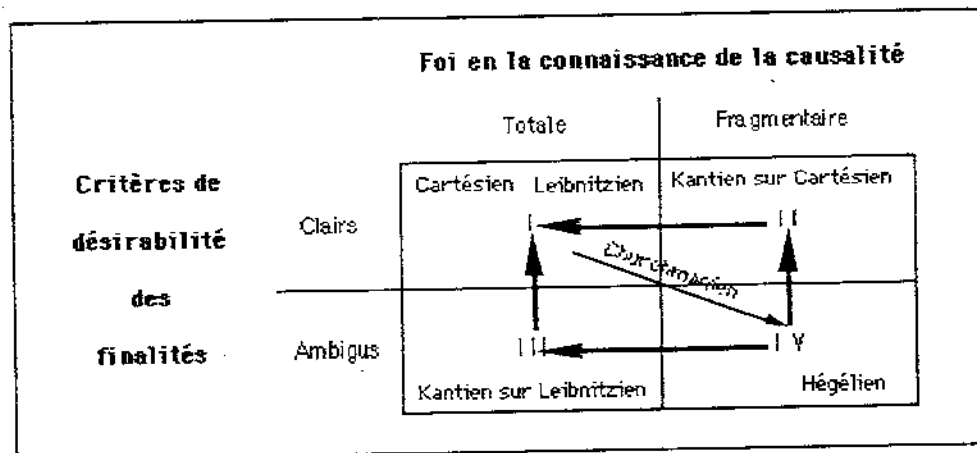 Foi en la connaissance de la causalité
Totale
Fragmentaire
Critères de
désirabilité
des
finalités
Clairs
Ambigus
Cartésien Leibnitzien
Kantien sur Cartésien
I
II
III
IV
Kantien sur Leibnitzien
Hégélien